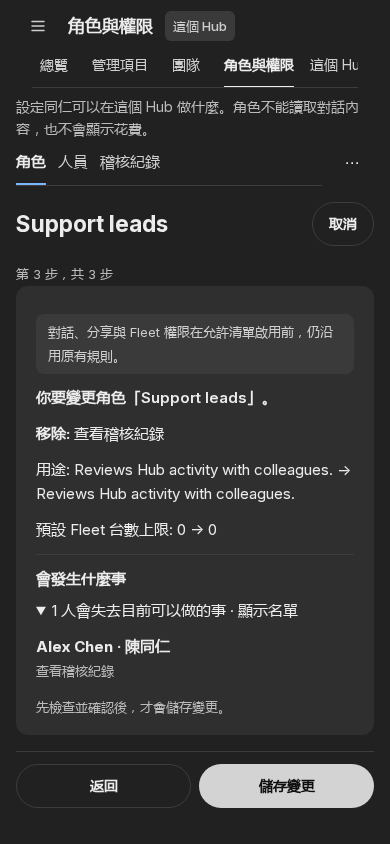 角色與權限 這個 Hub
總覽 管理項目 團隊 角色與權限 這個 Hu
設定同仁可以在這個 Hub 做什麼。角色不能讀取對話內
容，也不會顯示花費。
角色 人員 稽核紀錄 …
Support leads 取消
第 3 步，共 3 步
對話、分享與 Fleet 權限在允許清單啟用前，仍沿
用原有規則。
你要變更角色「Support leads」。
移除: 查看稽核紀錄
用途: Reviews Hub activity with colleagues. →
Reviews Hub activity with colleagues.
預設 Fleet 台數上限: 0 → 0
會發生什麼事
▼ 1 人會失去目前可以做的事 · 顯示名單
Alex Chen · 陳同仁
查看稽核紀錄
先檢查並確認後，才會儲存變更。
返回 儲存變更